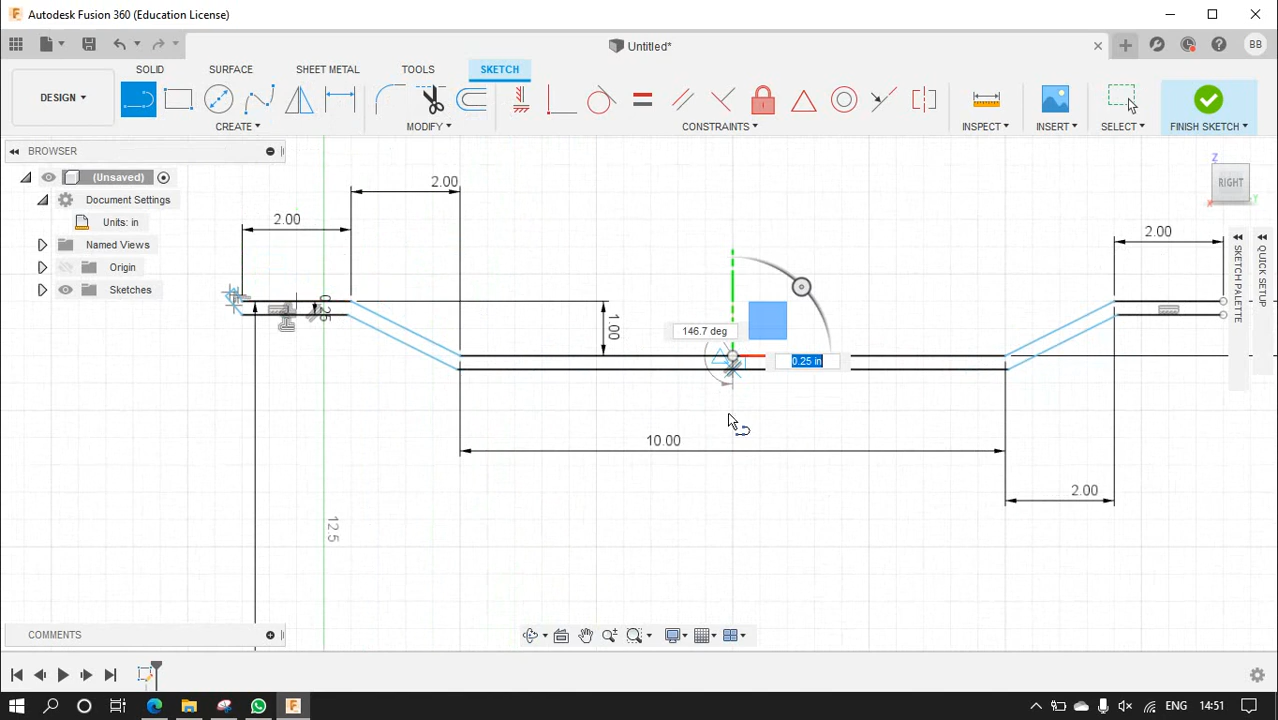 Autodesk Fusion 360 (Education License)
Untitled*
BB
DESIGN
SOLID
SURFACE
SHEET METAL
TOOLS
SKETCH
CREATE
MODIFY
CONSTRAINTS
INSPECT
INSERT
SELECT
FINISH SKETCH
BROWSER
(Unsaved)
Document Settings
Units: in
Named Views
Origin
Sketches
2.00
2.00
2.00
Z
RIGHT
X
Y
SKETCH PALETTE
QUICK SETUP
0.25
1.00
146.7 deg
0.25 in
10.00
2.00
12.5
COMMENTS
ENG
14:51